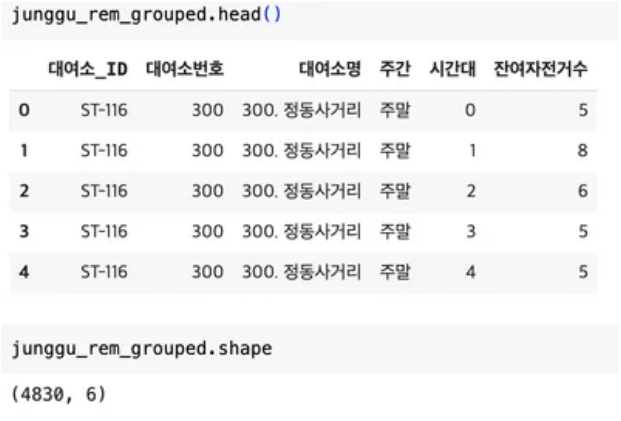 junggu_rem_grouped.head()
대여소_ID 대여소번호 대여소명 주간 시간대 잔여자전거수
0 ST-116 300 300. 정동사거리 주말 0 5
1 ST-116 300 300. 정동사거리 주말 1 8
2 ST-116 300 300. 정동사거리 주말 2 6
3 ST-116 300 300. 정동사거리 주말 3 5
4 ST-116 300 300. 정동사거리 주말 4 5
junggu_rem_grouped.shape
(4830, 6)